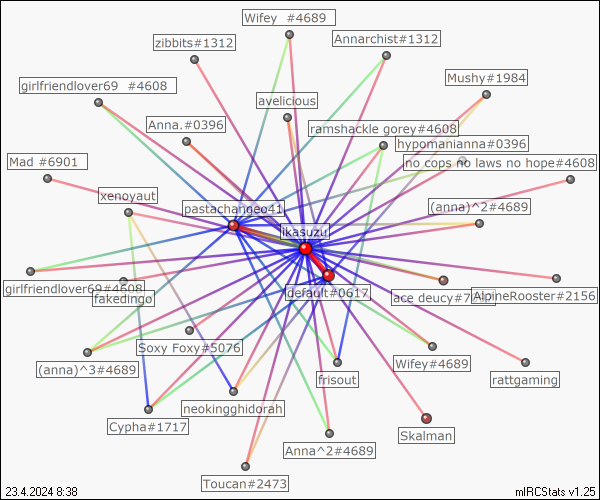 Wifey  #4689
zibbits#1312
Annarchist#1312
Mushy#1984
girlfriendlover69  #4608
avelicious
Anna.#0396
ramshackle gorey#4608
hypomanianna#0396
Mad #6901
no cops no laws no hope#4608
xenoyaut
pastachangeo41
(anna)^2#4689
ikasuzu
girlfriendlover69#4608
fakedingo
default#0617
ace deucy
AlpineRooster#2156
Soxy Foxy#5076
(anna)^3#4689
frisout
Wifey#4689
rattgaming
Cypha#1717
neokingghidorah
Anna^2#4689
Skalman
Toucan#2473
23.4.2024 8:38
mIRCStats v1.25